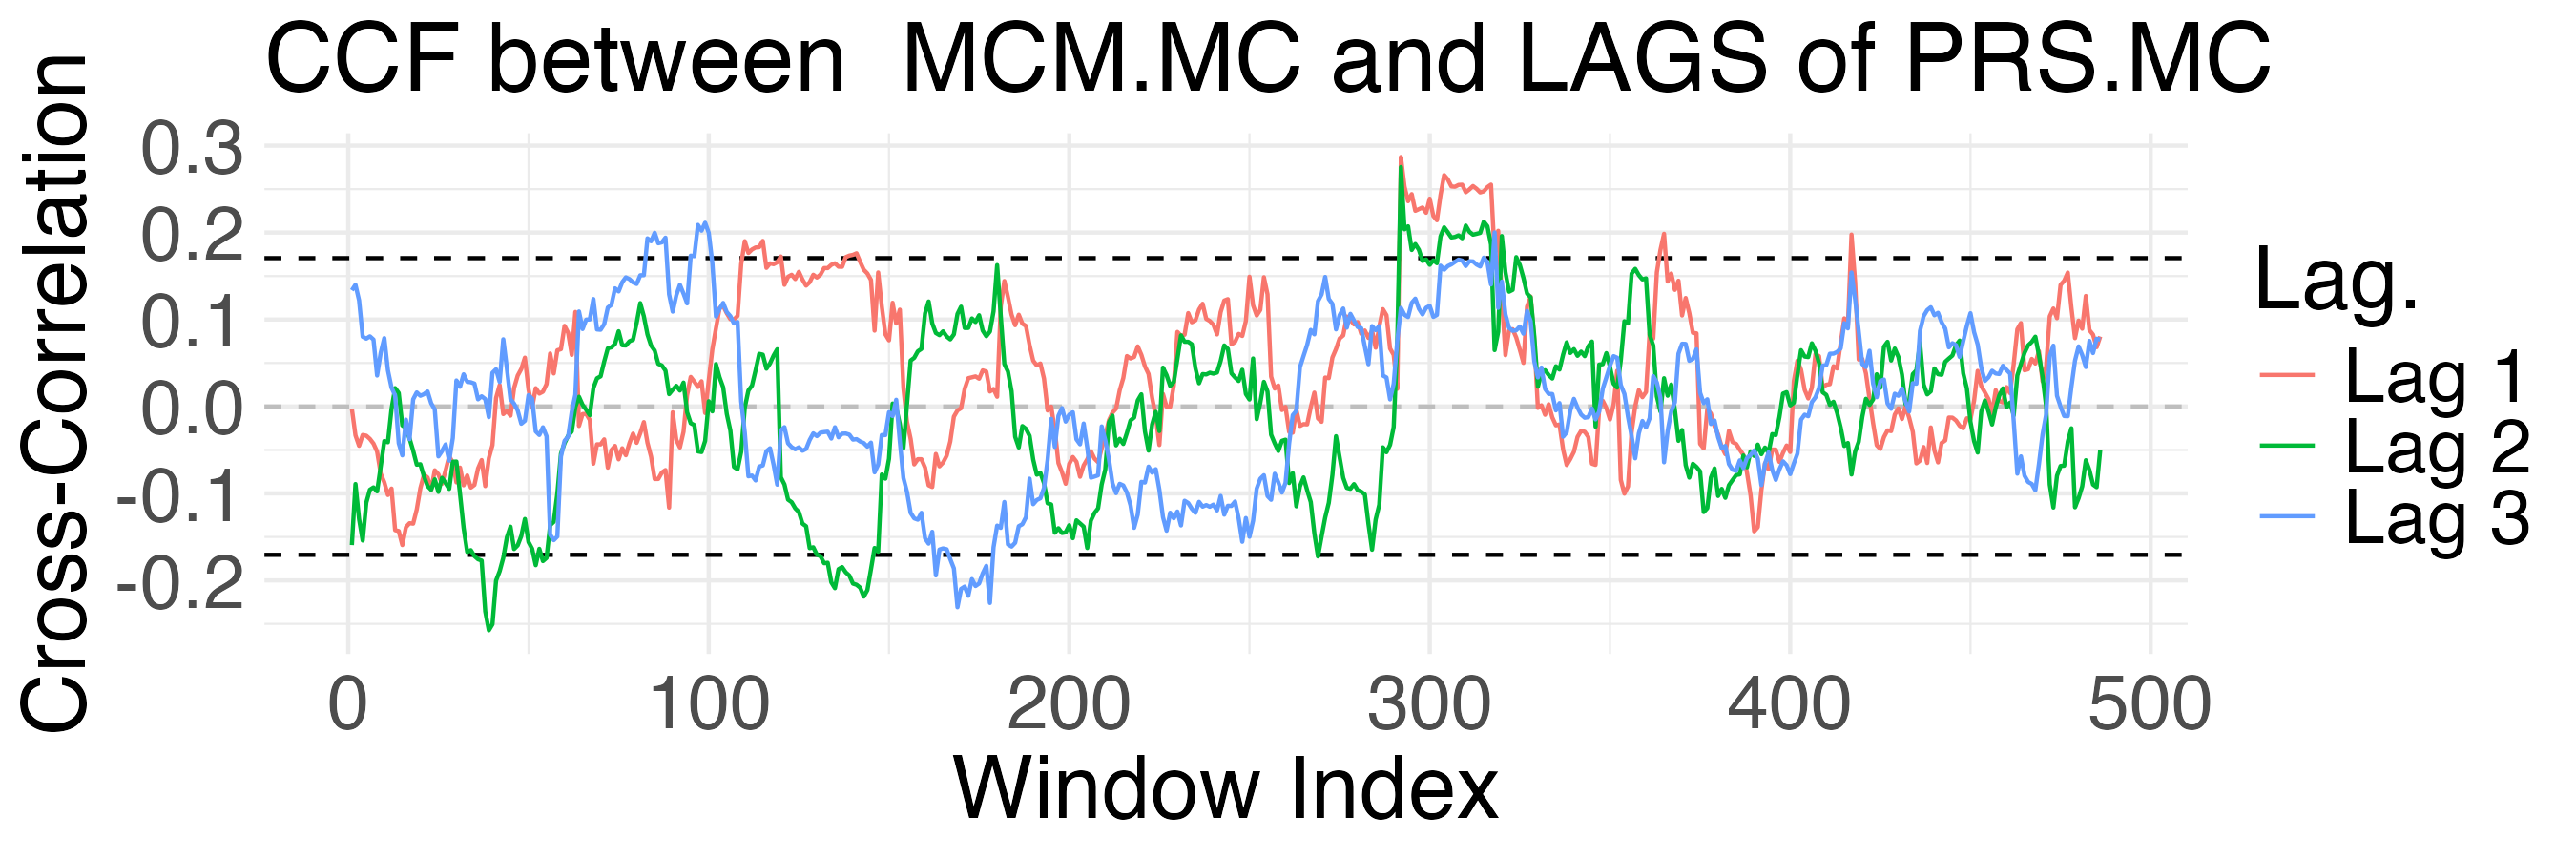 CCF between  MCM.MC and LAGS of PRS.MC
Cross-Correlation
0.3
0.2
0.1
0.0
-0.1
-0.2
0 100 200 300 400 500
Window Index
Lag.
Lag 1
Lag 2
Lag 3